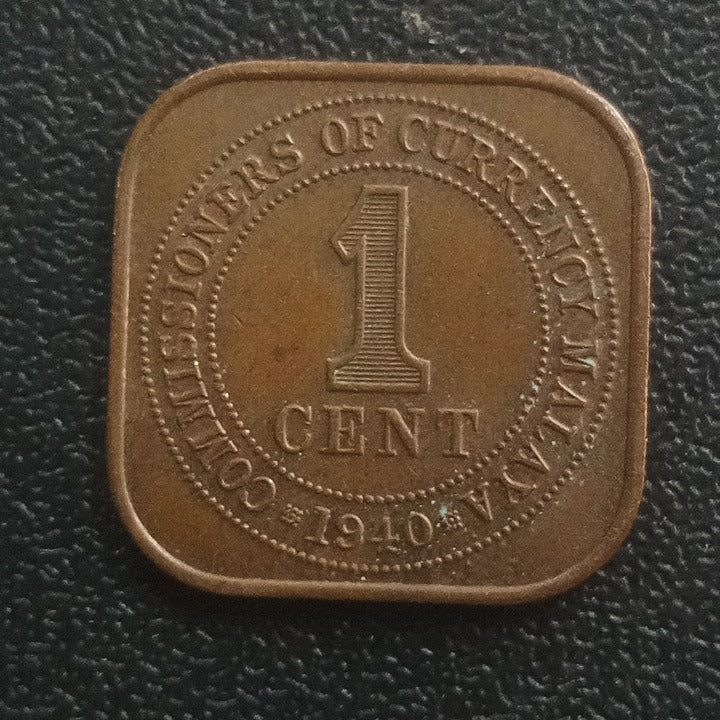 COMMISSIONERS OF CURRENCY MALAYA
1
CENT
1940